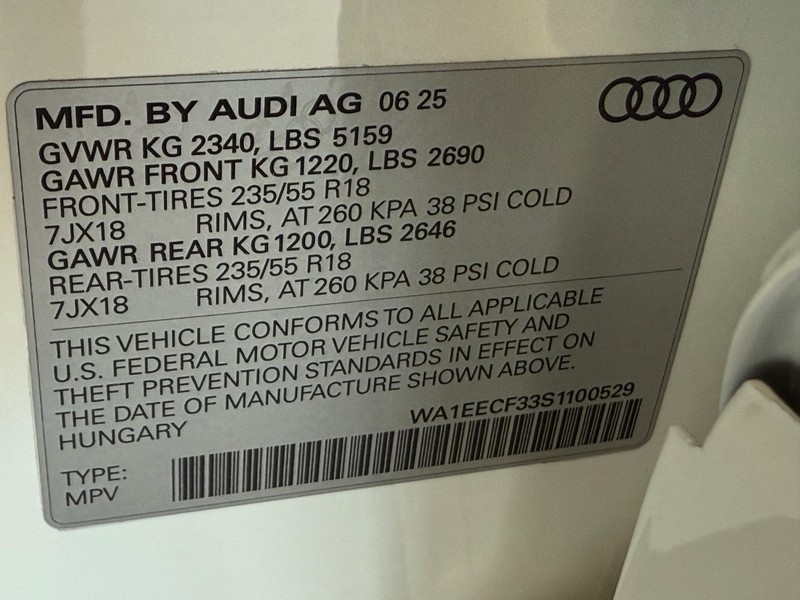 MFD. BY AUDI AG 06 25
GVWR KG 2340, LBS 5159
GAWR FRONT KG 1220, LBS 2690
FRONT-TIRES 235/55 R18
7JX18 RIMS, AT 260 KPA 38 PSI COLD
GAWR REAR KG 1200, LBS 2646
REAR-TIRES 235/55 R18
7JX18 RIMS, AT 260 KPA 38 PSI COLD
THIS VEHICLE CONFORMS TO ALL APPLICABLE
U.S. FEDERAL MOTOR VEHICLE SAFETY AND
THEFT PREVENTION STANDARDS IN EFFECT ON
THE DATE OF MANUFACTURE SHOWN ABOVE.
HUNGARY WA1EECF33S1100529
TYPE:
MPV